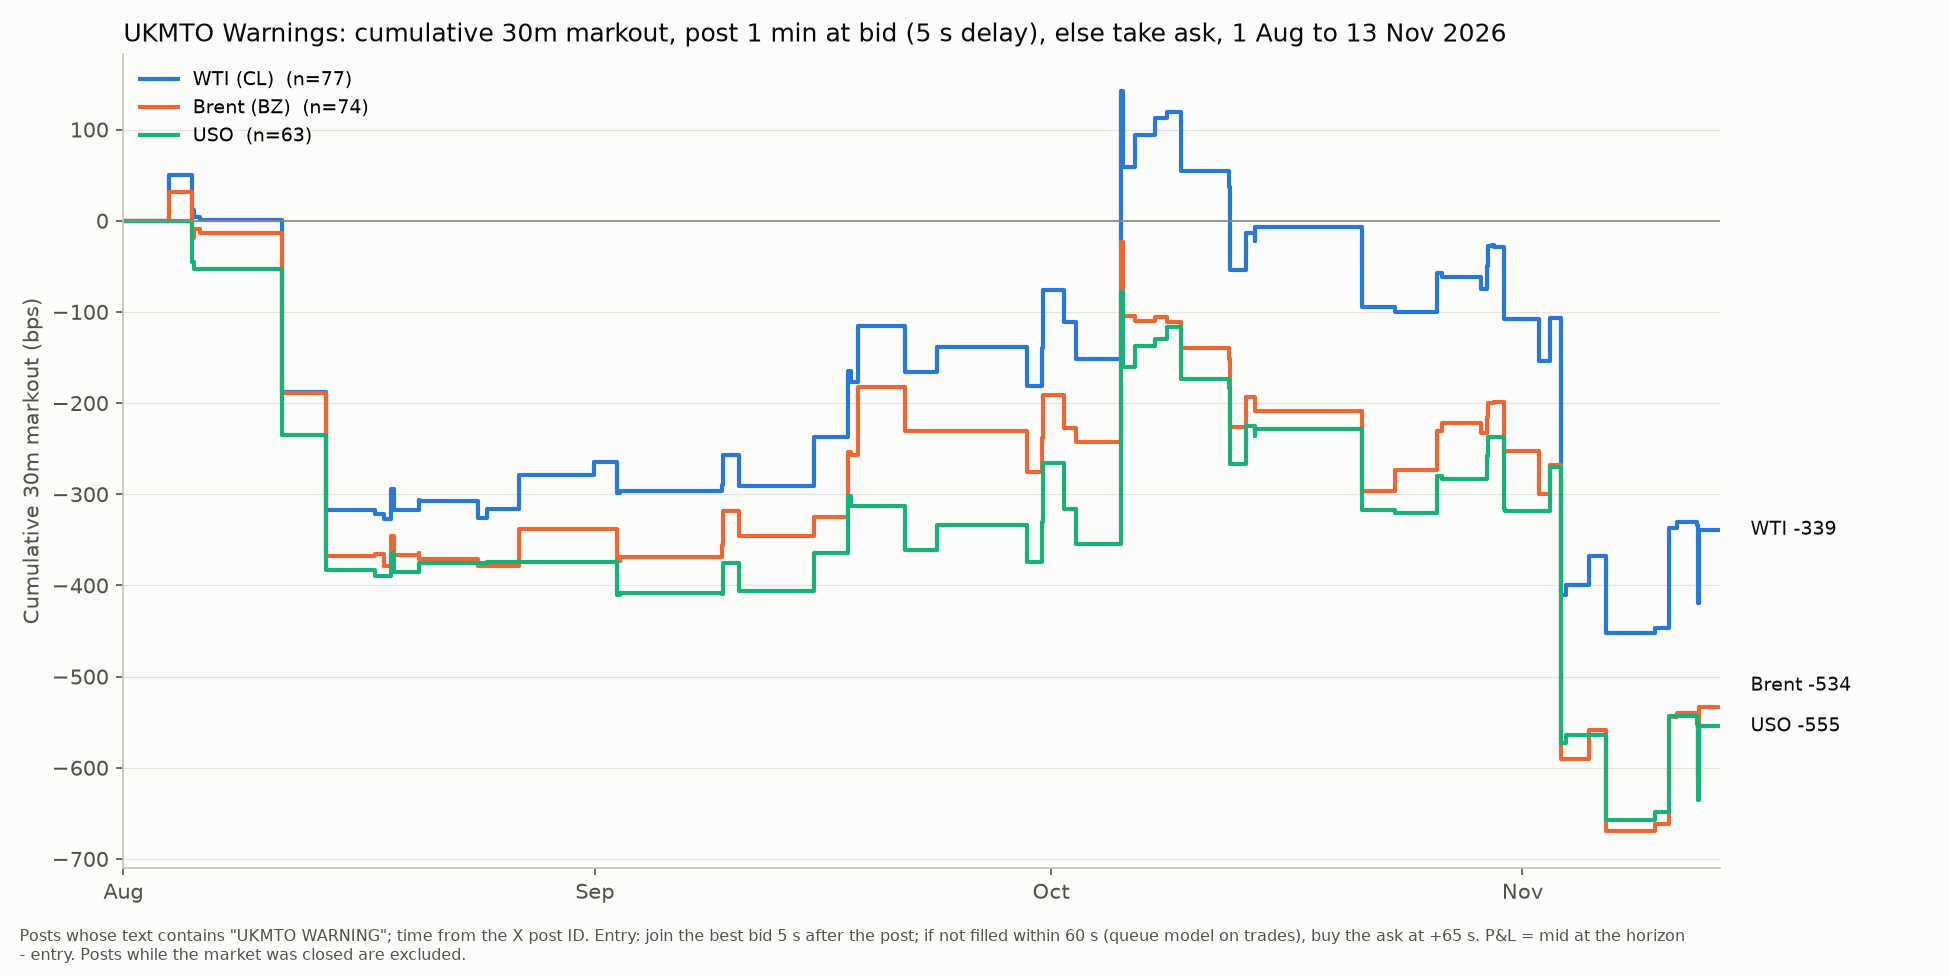 UKMTO Warnings: cumulative 30m markout, post 1 min at bid (5 s delay), else take ask, 1 Aug to 13 Nov 2026
WTI (CL)  (n=77)
Brent (BZ)  (n=74)
USO  (n=63)
Cumulative 30m markout (bps)
100
0
−100
−200
−300
−400
−500
−600
−700
WTI -339
Brent -534
USO -555
Aug
Sep
Oct
Nov
Posts whose text contains "UKMTO WARNING"; time from the X post ID. Entry: join the best bid 5 s after the post; if not filled within 60 s (queue model on trades), buy the ask at +65 s. P&L = mid at the horizon
- entry. Posts while the market was closed are excluded.